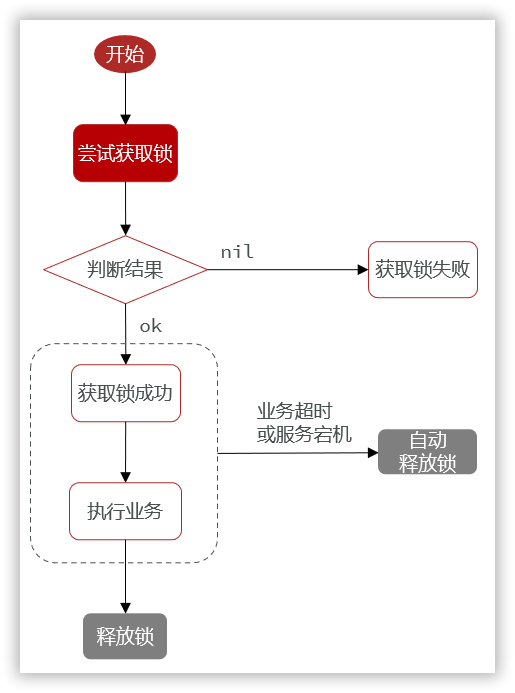 开始
尝试获取锁
判断结果
nil
获取锁失败
ok
获取锁成功
业务超时
或服务宕机
自动
释放锁
执行业务
释放锁